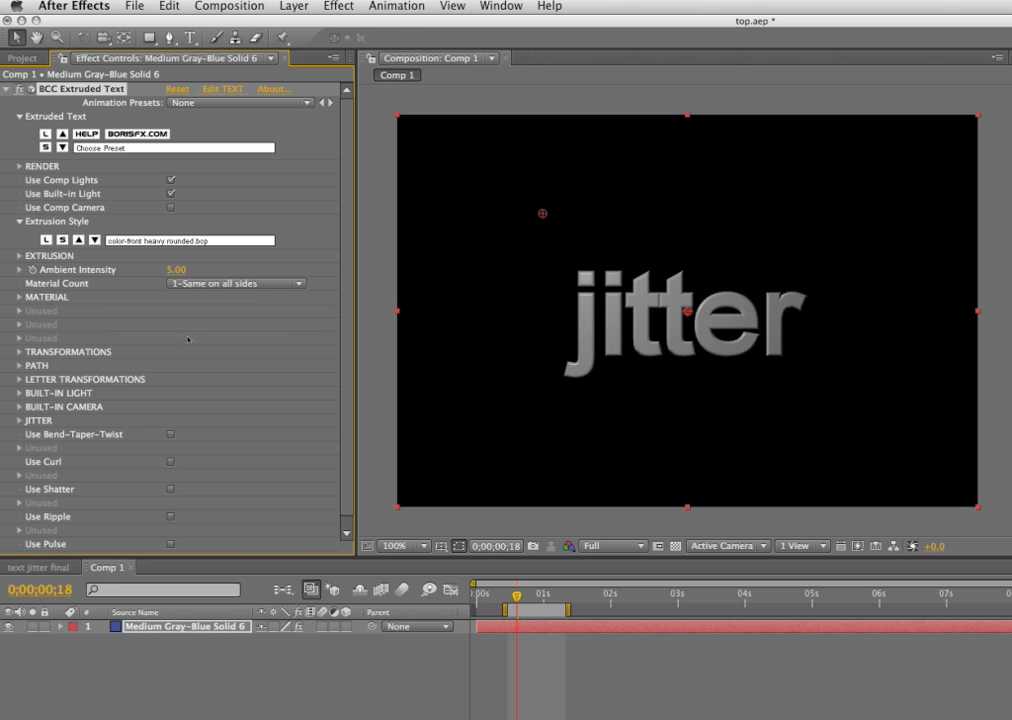 After Effects File Edit Composition Layer Effect Animation View Window Help
top.aep *
Project Effect Controls: Medium Gray-Blue Solid 6
Composition: Comp 1
Comp 1 • Medium Gray-Blue Solid 6
Comp 1
fx BCC Extruded Text Reset Edit TEXT About...
Animation Presets: None
Extruded Text
L HELP BORISFX.COM
S Choose Preset
RENDER
Use Comp Lights
Use Built-in Light
Use Comp Camera
Extrusion Style
L S color-front heavy rounded.bcp
EXTRUSION
Ambient Intensity 5.00
Material Count 1-Same on all sides
MATERIAL
Unused
Unused
Unused
TRANSFORMATIONS
PATH
LETTER TRANSFORMATIONS
BUILT-IN LIGHT
BUILT-IN CAMERA
JITTER
Use Bend-Taper-Twist
Unused
Use Curl
Unused
Use Shatter
Unused
Use Ripple
Unused
Use Pulse
jitter
100% 0;00;00;18 Full Active Camera 1 View +0.0
text jitter final Comp 1
0;00;00;18
:00s 01s 02s 03s 04s 05s 06s 07s 0
# Source Name fx Parent
1 Medium Gray-Blue Solid 6 fx None